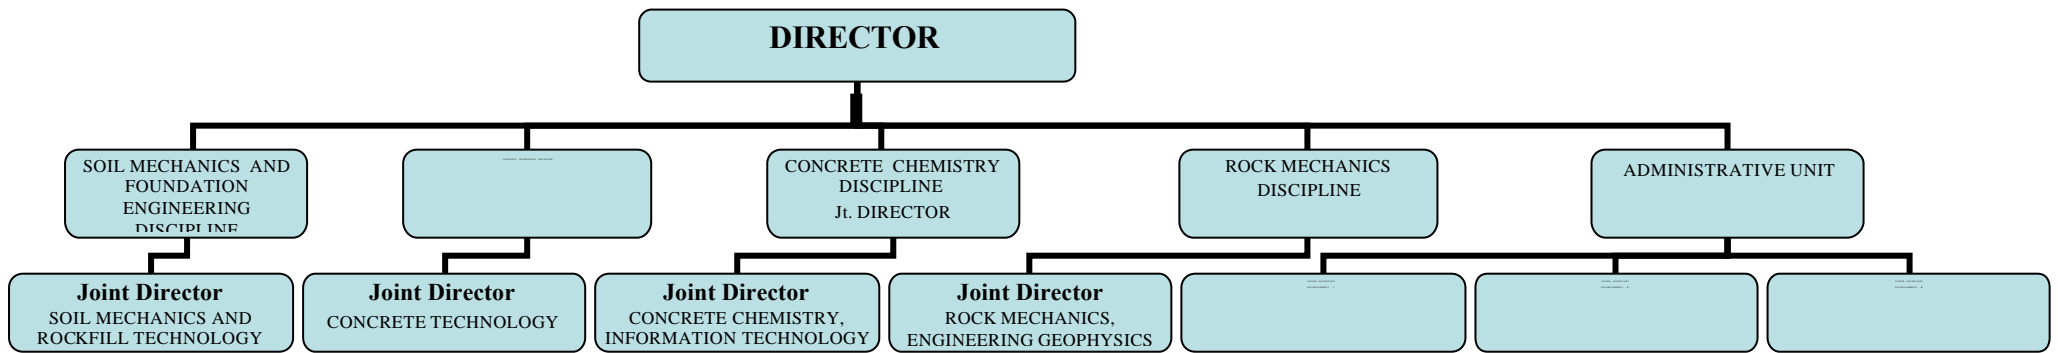 DIRECTOR
SOIL MECHANICS AND
FOUNDATION
ENGINEERING
DISCIPLINE
CONCRETE CHEMISTRY
DISCIPLINE
Jt. DIRECTOR
ROCK MECHANICS
DISCIPLINE
ADMINISTRATIVE UNIT
Joint Director
SOIL MECHANICS AND
ROCKFILL TECHNOLOGY
Joint Director
CONCRETE TECHNOLOGY
Joint Director
CONCRETE CHEMISTRY,
INFORMATION TECHNOLOGY
Joint Director
ROCK MECHANICS,
ENGINEERING GEOPHYSICS